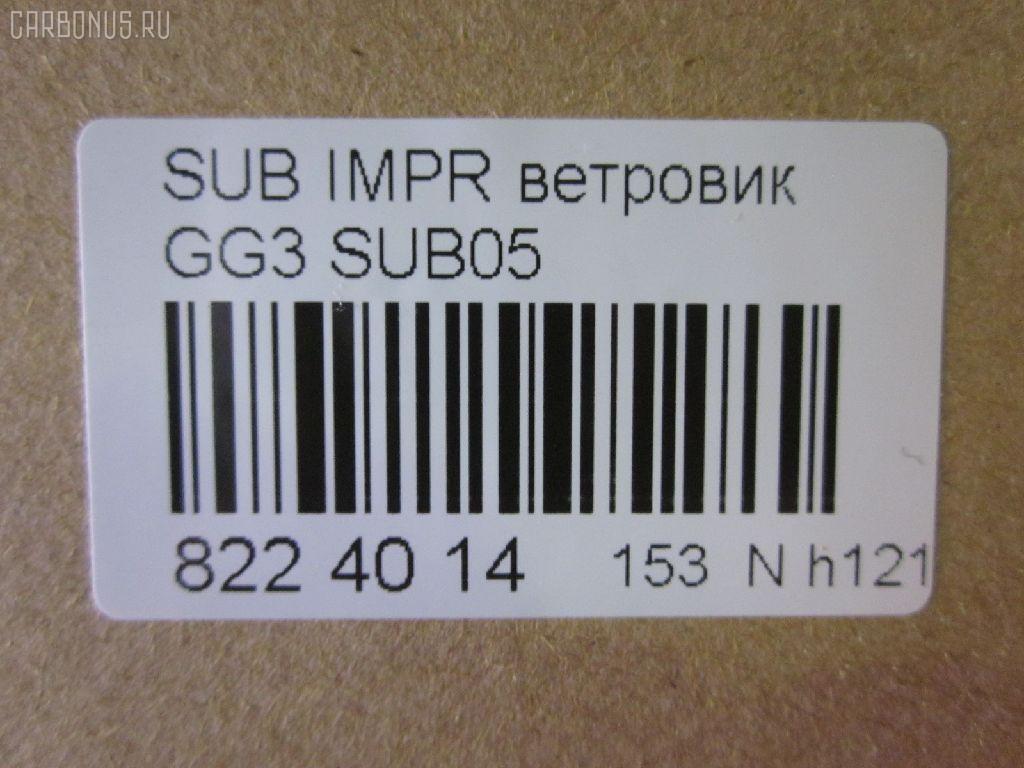 CARBONUS.RU
SUB IMPR ветровик
GG3 SUB05
822 40 14 153 N h121